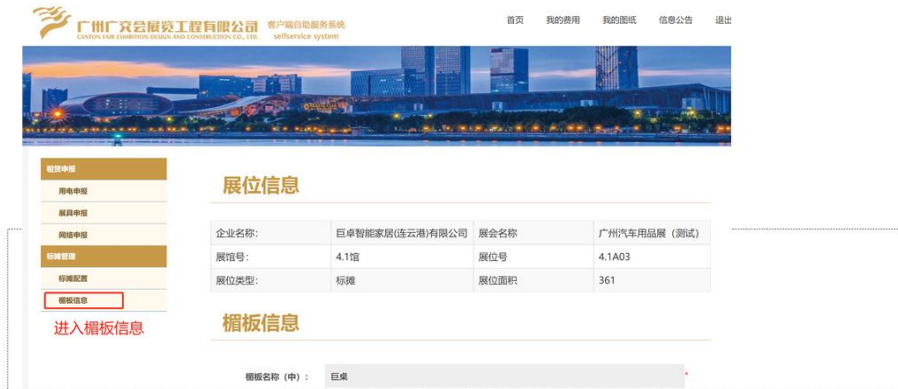 广州广交会展览工程有限公司 客户端自助服务系统
CANTON FAIR EXHIBITION DESIGN AND CONSTRUCTION CO., LTD. selfservice system
首页 我的费用 我的图纸 信息公告 退出
租赁申报
用电申报
展具申报
网络申报
标摊管理
标摊配置
楣板信息
进入楣板信息
展位信息
企业名称: 巨卓智能家居(连云港)有限公司 展会名称 广州汽车用品展（测试）
展馆号: 4.1馆 展位号 4.1A03
展位类型: 标摊 展位面积 361
楣板信息
楣板名称（中）: 巨桌 *